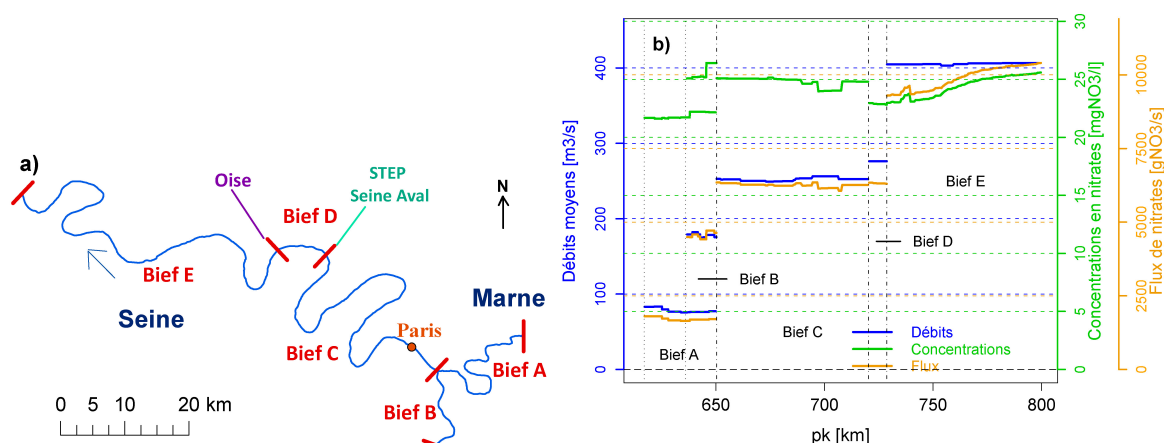 a)
Oise
STEP
Seine Aval
N
Bief D
Bief E
Seine
Marne
Paris
Bief C
Bief A
Bief B
0 5 10 20 km
b)
Débits moyens [m3/s]
0 100 200 300 400
Concentrations en nitrates [mgNO3/l]
0 5 10 15 20 25 30
Flux de nitrates [gNO3/s]
0 2500 5000 7500 10000
Bief E
Bief D
Bief B
Bief C
Bief A
Débits
Concentrations
Flux
650 700 750 800
pk [km]